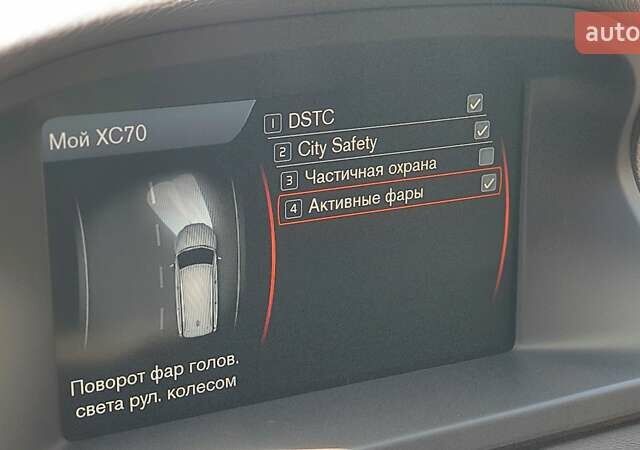 auto
Мой XC70
1 DSTC
2 City Safety
3 Частичная охрана
4 Активные фары
Поворот фар голов.
света рул. колесом